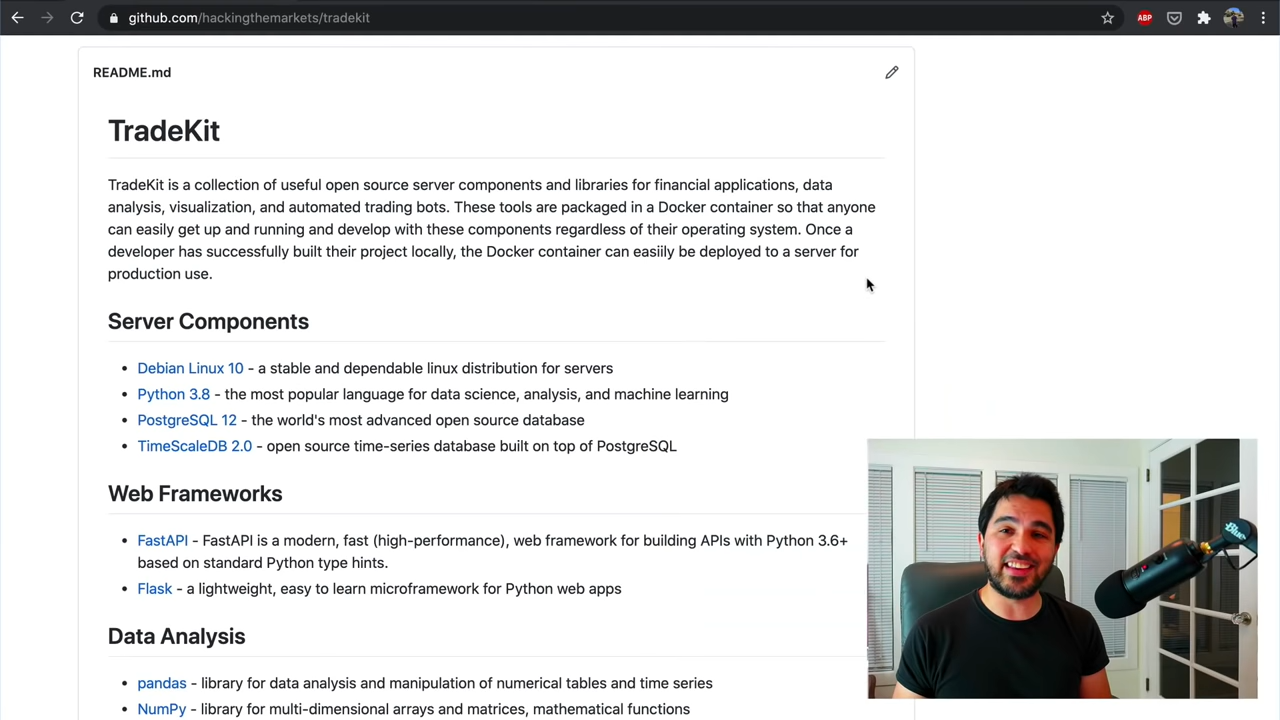 github.com/hackingthemarkets/tradekit
ABP
README.md
TradeKit
TradeKit is a collection of useful open source server components and libraries for financial applications, data
analysis, visualization, and automated trading bots. These tools are packaged in a Docker container so that anyone
can easily get up and running and develop with these components regardless of their operating system. Once a
developer has successfully built their project locally, the Docker container can easiily be deployed to a server for
production use.
Server Components
• Debian Linux 10 - a stable and dependable linux distribution for servers
• Python 3.8 - the most popular language for data science, analysis, and machine learning
• PostgreSQL 12 - the world's most advanced open source database
• TimeScaleDB 2.0 - open source time-series database built on top of PostgreSQL
Web Frameworks
• FastAPI - FastAPI is a modern, fast (high-performance), web framework for building APIs with Python 3.6+
based on standard Python type hints.
• Flask - a lightweight, easy to learn microframework for Python web apps
Blue
Data Analysis
• pandas - library for data analysis and manipulation of numerical tables and time series
• NumPy - library for multi-dimensional arrays and matrices, mathematical functions